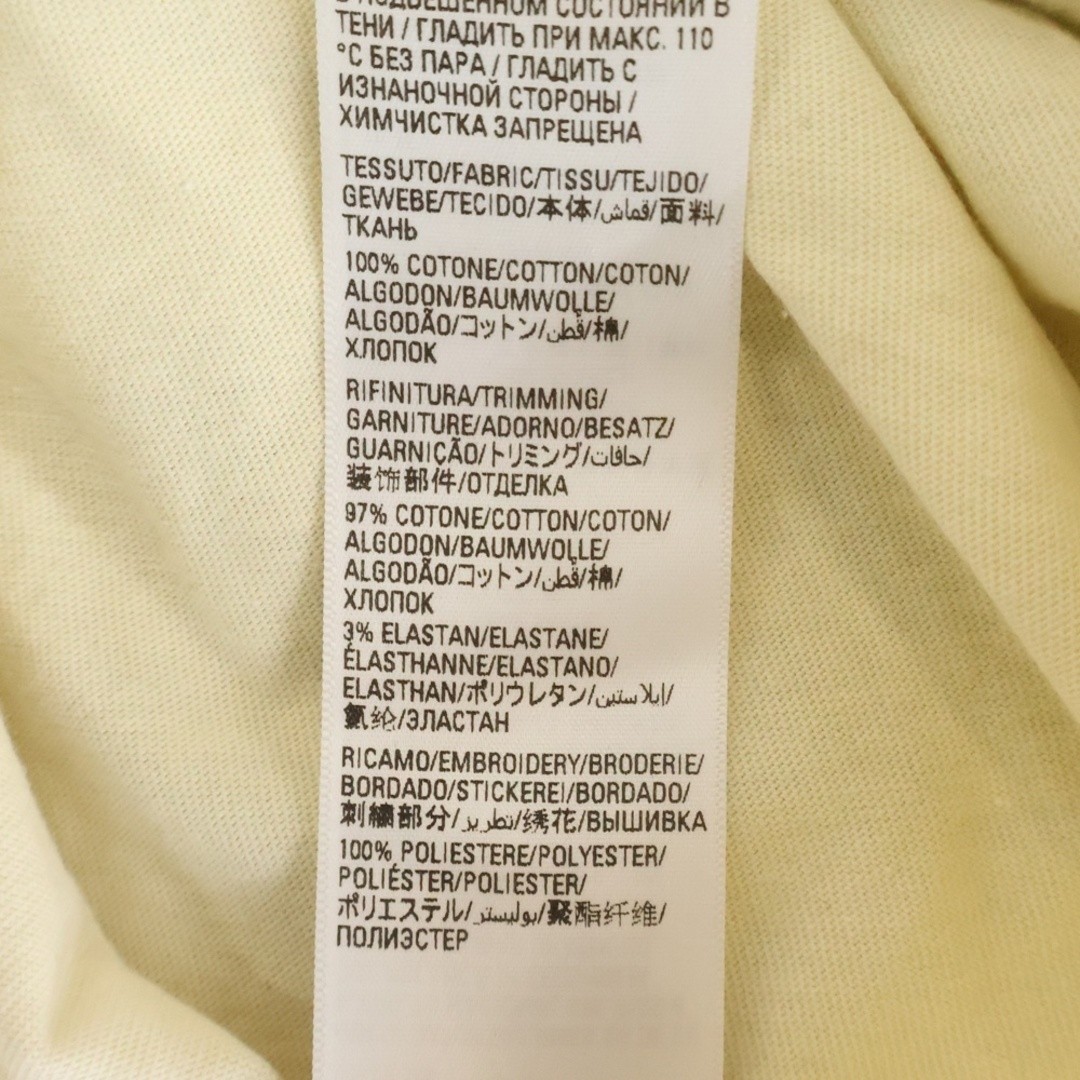 В ПОДВЕШЕННОМ СОСТОЯНИИ В
ТЕНИ / ГЛАДИТЬ ПРИ МАКС. 110
°C БЕЗ ПАРА / ГЛАДИТЬ С
ИЗНАНОЧНОЙ СТОРОНЫ /
ХИМЧИСТКА ЗАПРЕЩЕНА
TESSUTO/FABRIC/TISSU/TEJIDO/
GEWEBE/TECIDO/本体/قماش/面料/
ТКАНЬ
100% COTONE/COTTON/COTON/
ALGODON/BAUMWOLLE/
ALGODÃO/コットン/قطن/棉/
ХЛОПОК
RIFINITURA/TRIMMING/
GARNITURE/ADORNO/BESATZ/
GUARNIÇÃO/トリミング/حافات/
装饰部件/ОТДЕЛКА
97% COTONE/COTTON/COTON/
ALGODON/BAUMWOLLE/
ALGODÃO/コットン/قطن/棉/
ХЛОПОК
3% ELASTAN/ELASTANE/
ÉLASTHANNE/ELASTANO/
ELASTHAN/ポリウレタン/إيلاستين/
氨纶/ЭЛАСТАН
RICAMO/EMBROIDERY/BRODERIE/
BORDADO/STICKEREI/BORDADO/
刺繍部分/تطريز/绣花/ВЫШИВКА
100% POLIESTERE/POLYESTER/
POLIÉSTER/POLIESTER/
ポリエステル/بوليستر/聚酯纤维/
ПОЛИЭСТЕР